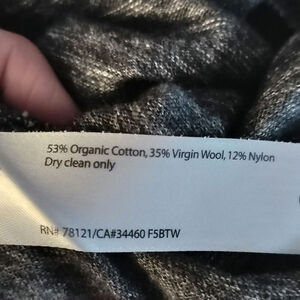 53% Organic Cotton, 35% Virgin Wool, 12% Nylon
Dry clean only
RN# 78121/CA#34460 F5BTW